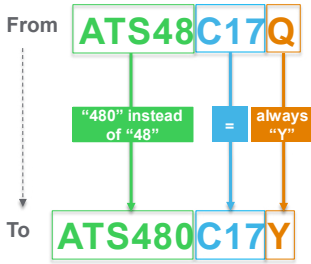 From ATS48C17Q
“480” instead of “48”
=
always “Y”
To ATS480C17Y